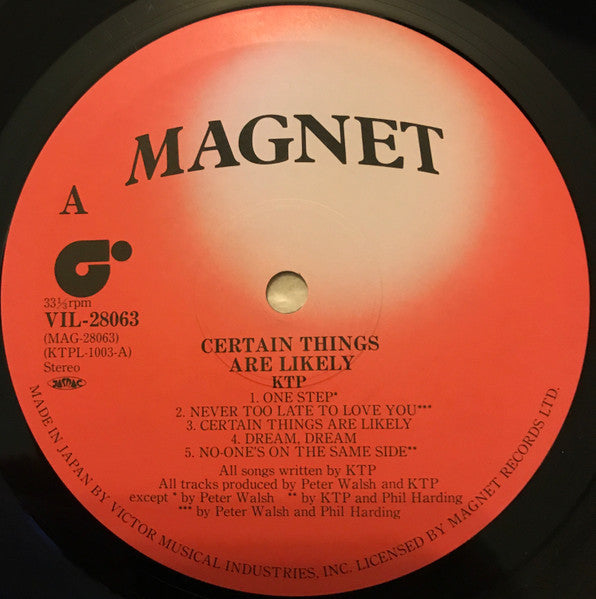 MAGNET
A
33⅓rpm
VIL-28063
(MAG-28063)
(KTPL-1003-A)
Stereo
JASRAC
CERTAIN THINGS
ARE LIKELY
KTP
1. ONE STEP*
2. NEVER TOO LATE TO LOVE YOU***
3. CERTAIN THINGS ARE LIKELY
4. DREAM, DREAM
5. NO-ONE'S ON THE SAME SIDE**
All songs written by KTP
All tracks produced by Peter Walsh and KTP
except * by Peter Walsh ** by KTP and Phil Harding
*** by Peter Walsh and Phil Harding
MADE IN JAPAN BY VICTOR MUSICAL INDUSTRIES, INC. LICENSED BY MAGNET RECORDS LTD.